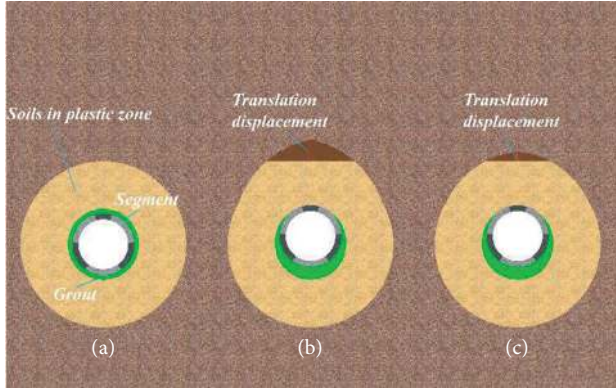 Translation
displacement
Translation
displacement
Soils in plastic zone
Segment
Grout
(a)
(b)
(c)